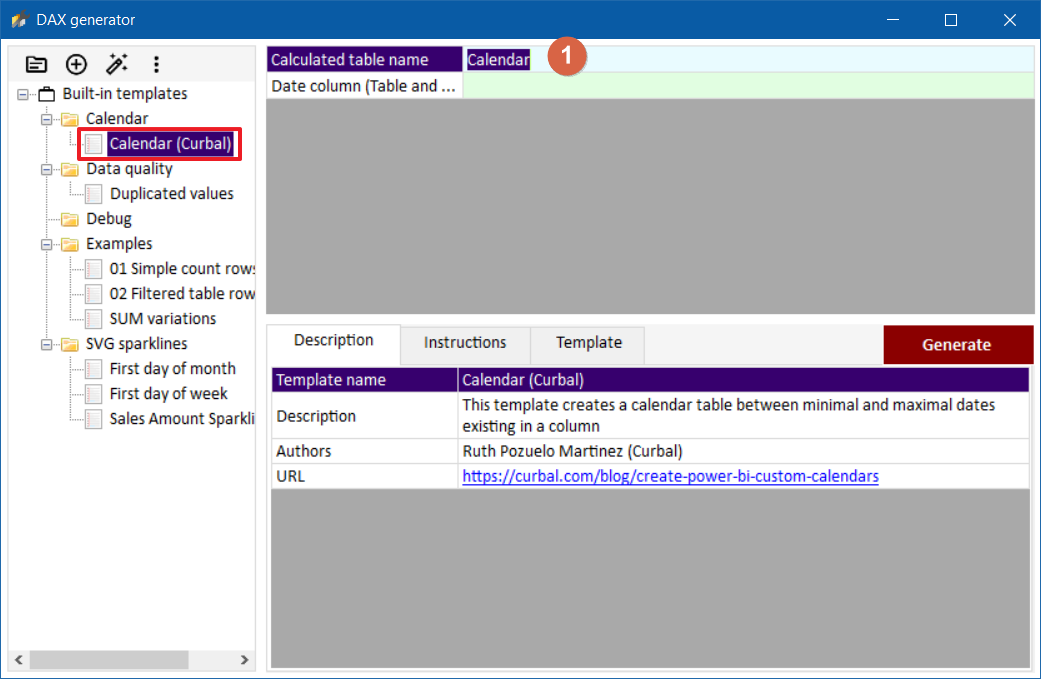 DAX generator
Built-in templates
Calendar
Calendar (Curbal)
Data quality
Duplicated values
Debug
Examples
01 Simple count rows
02 Filtered table row
SUM variations
SVG sparklines
First day of month
First day of week
Sales Amount Sparkli
Calculated table name Calendar 1
Date column (Table and ...
Description Instructions Template Generate
Template name Calendar (Curbal)
Description This template creates a calendar table between minimal and maximal dates
existing in a column
Authors Ruth Pozuelo Martinez (Curbal)
URL https://curbal.com/blog/create-power-bi-custom-calendars